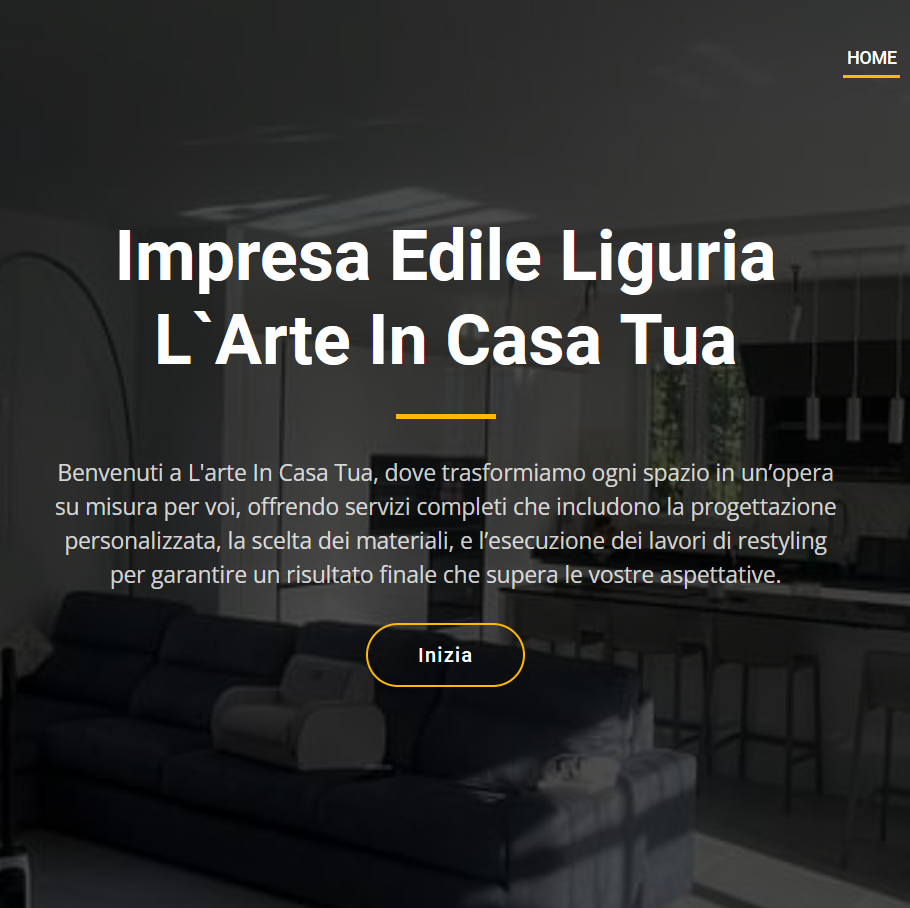 HOME
Impresa Edile Liguria
L`Arte In Casa Tua
Benvenuti a L'arte In Casa Tua, dove trasformiamo ogni spazio in un’opera
su misura per voi, offrendo servizi completi che includono la progettazione
personalizzata, la scelta dei materiali, e l’esecuzione dei lavori di restyling
per garantire un risultato finale che supera le vostre aspettative.
Inizia